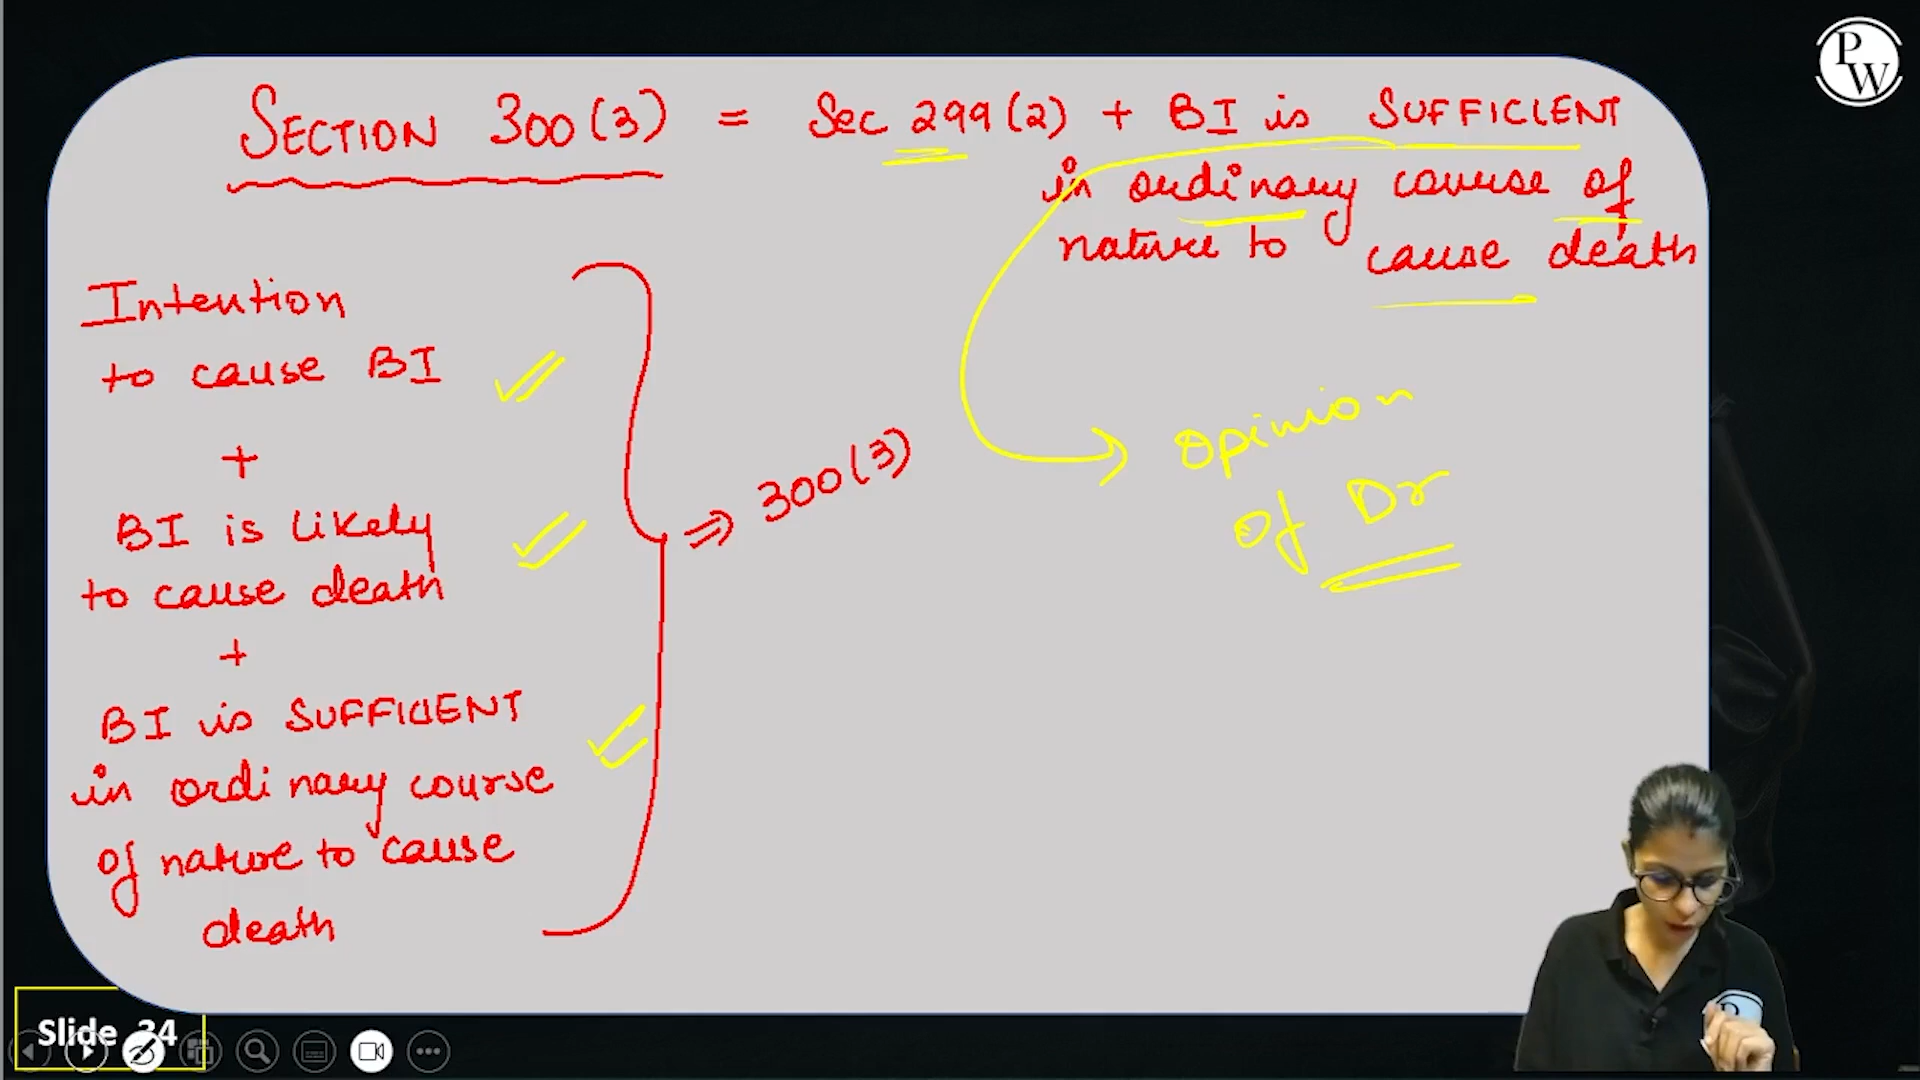 SECTION 300(3) = Sec 299(2) + BI is SUFFICIENT
in ordinary course of
nature to cause death
Intention
to cause BI
+
BI is likely
to cause death
+
BI is SUFFICIENT
in ordinary course
of nature to cause
death
⇒ 300(3)
opinion
of Dr
PW
Slide 34